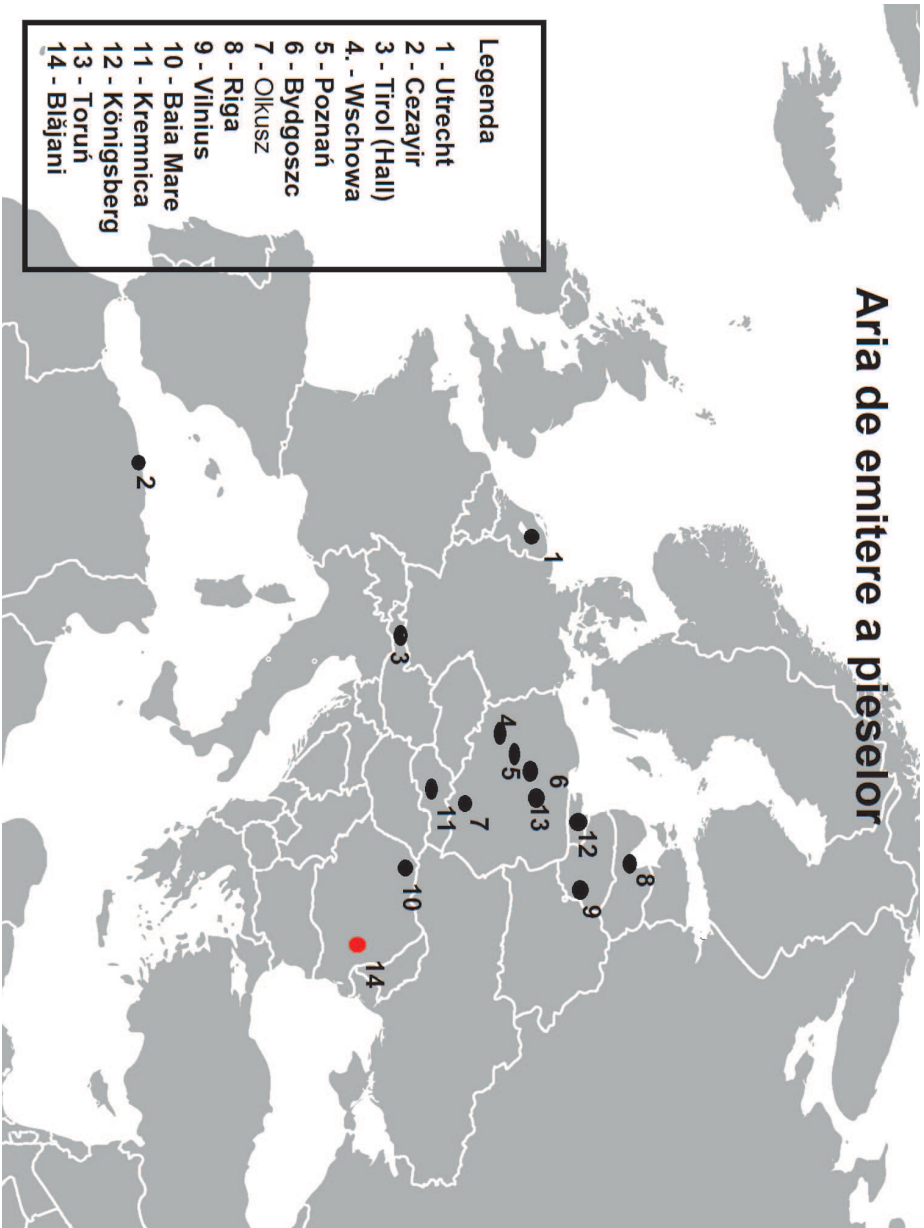 Aria de emitere a pieselor
Legenda
1 - Utrecht
2 - Cezayir
3 - Tirol (Hall)
4. - Wschowa
5 - Poznań
6 - Bydgoszc
7 - Olkusz
8 - Riga
9 - Vilnius
10 - Baia Mare
11 - Kremnica
12 - Königsberg
13 - Toruń
14 - Blăjani
8
12
9
1
6
13
5
4
7
11
10
3
14
2